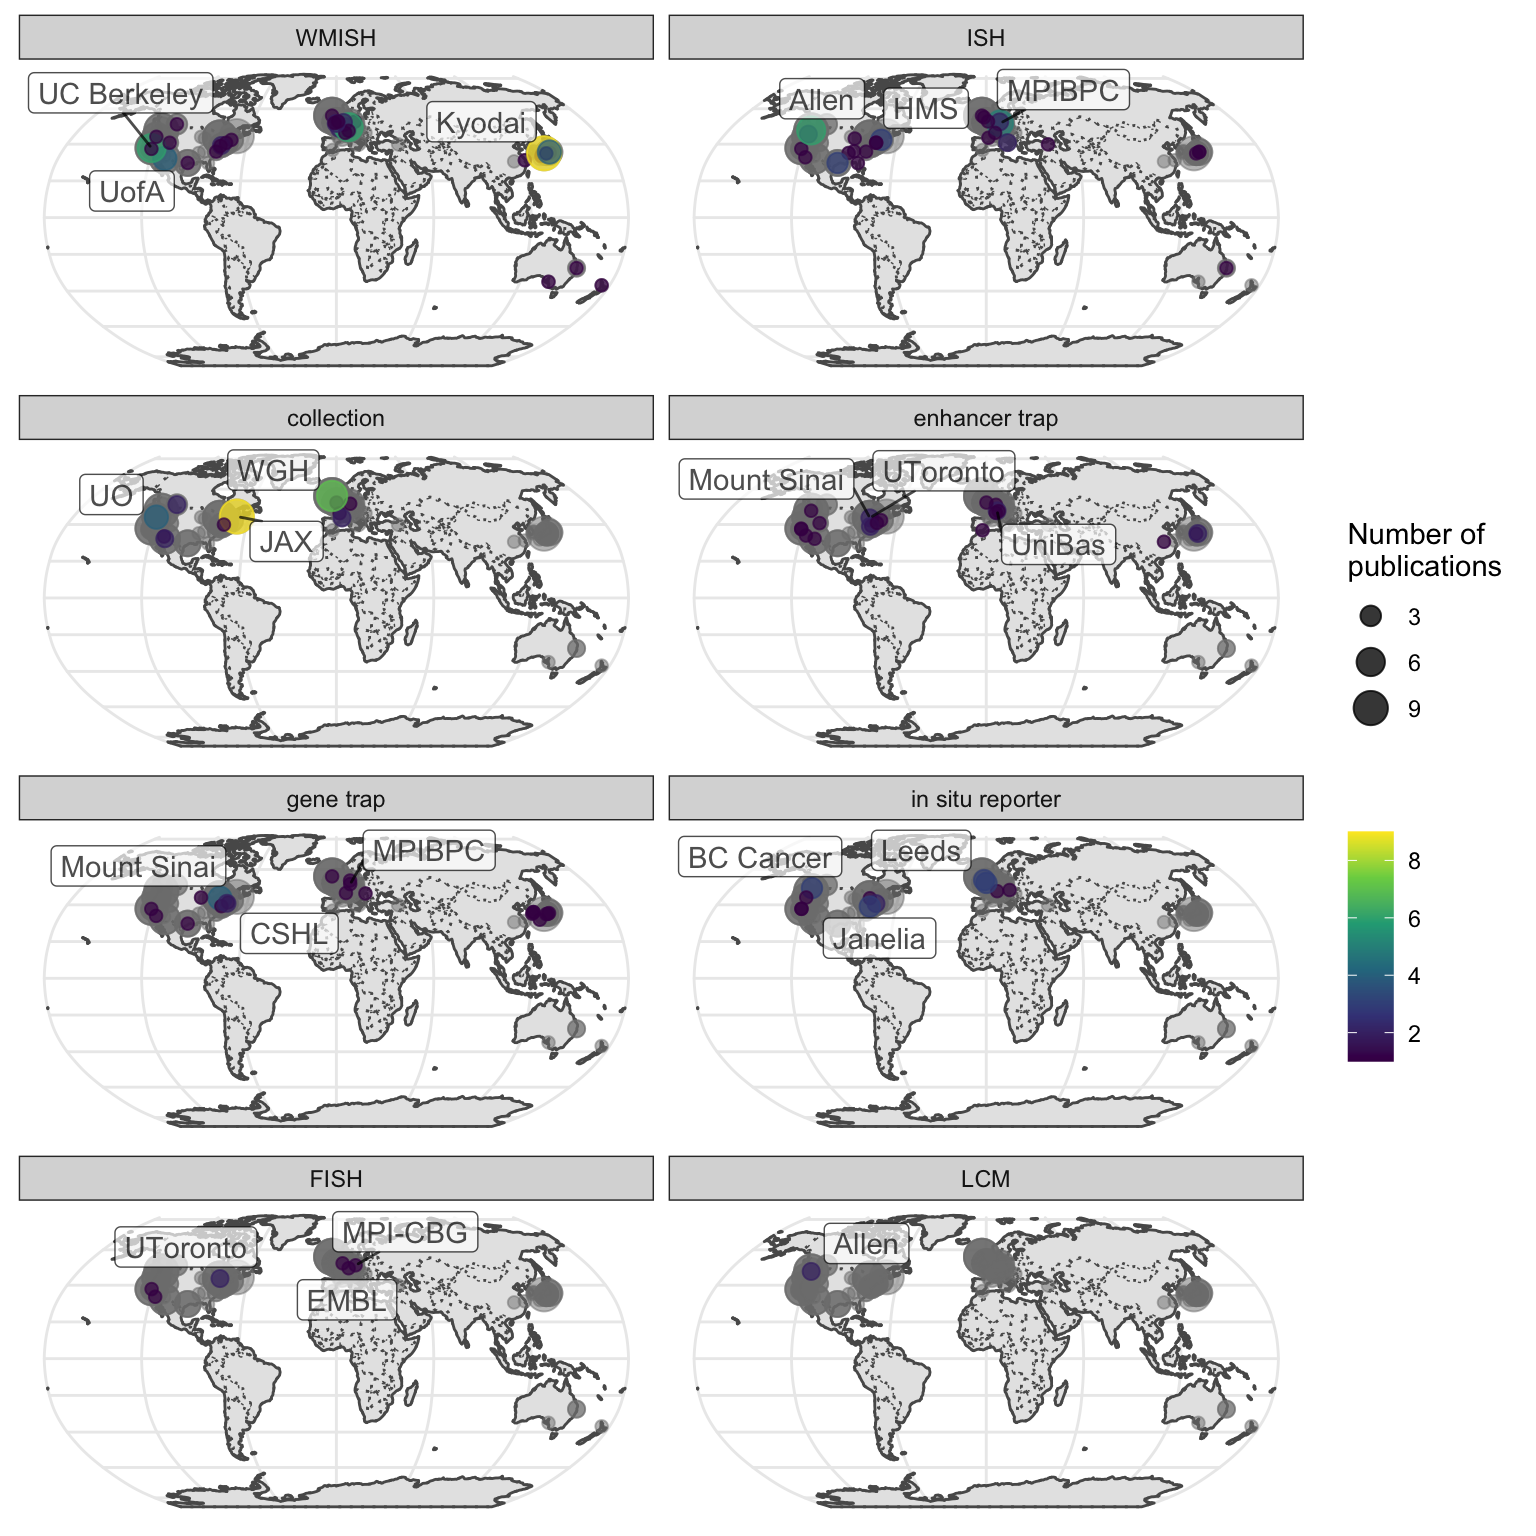 WMISH
ISH
UC Berkeley
Kyodai
UofA
Allen
HMS
MPIBPC
collection
enhancer trap
WGH
UO
JAX
Mount Sinai
UToronto
UniBas
Number of
publications
3
6
9
gene trap
in situ reporter
MPIBPC
Mount Sinai
CSHL
BC Cancer
Leeds
Janelia
8
6
4
2
FISH
LCM
MPI-CBG
UToronto
EMBL
Allen